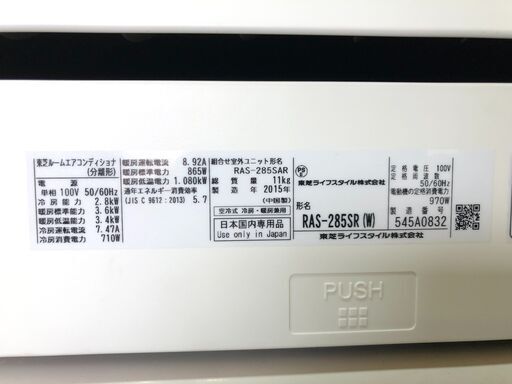 東芝ルームエアコンディショナ
(分離形)
電 源
単相 100V 50/60Hz
冷 房 能 力 2.8kW
暖房標準能力 3.6kW
暖房低温能力 3.4kW
冷房運転電流 7.47A
冷房消費電力 710W
暖房運転電流 8.92A
暖房標準電力 865W
暖房低温電力 1.080kW
通年エネルギー消費効率
(JIS C 9612:2013) 5.7
組合せ室外ユニット形名
RAS-285SAR
総 質 量 11kg
製 造 年 2015年
(中国製)
空冷式 冷房・暖房兼用
日本国内専用品
Use only in Japan
PS
E
東芝ライフスタイル株式会社
形名
RAS-285SR(W)
定 格 電 圧 100V
定 格 周 波 数
50/60Hz
電動機の定格消費電力
970W
製 造 番 号
545A0832
東芝ライフスタイル株式会社
PUSH